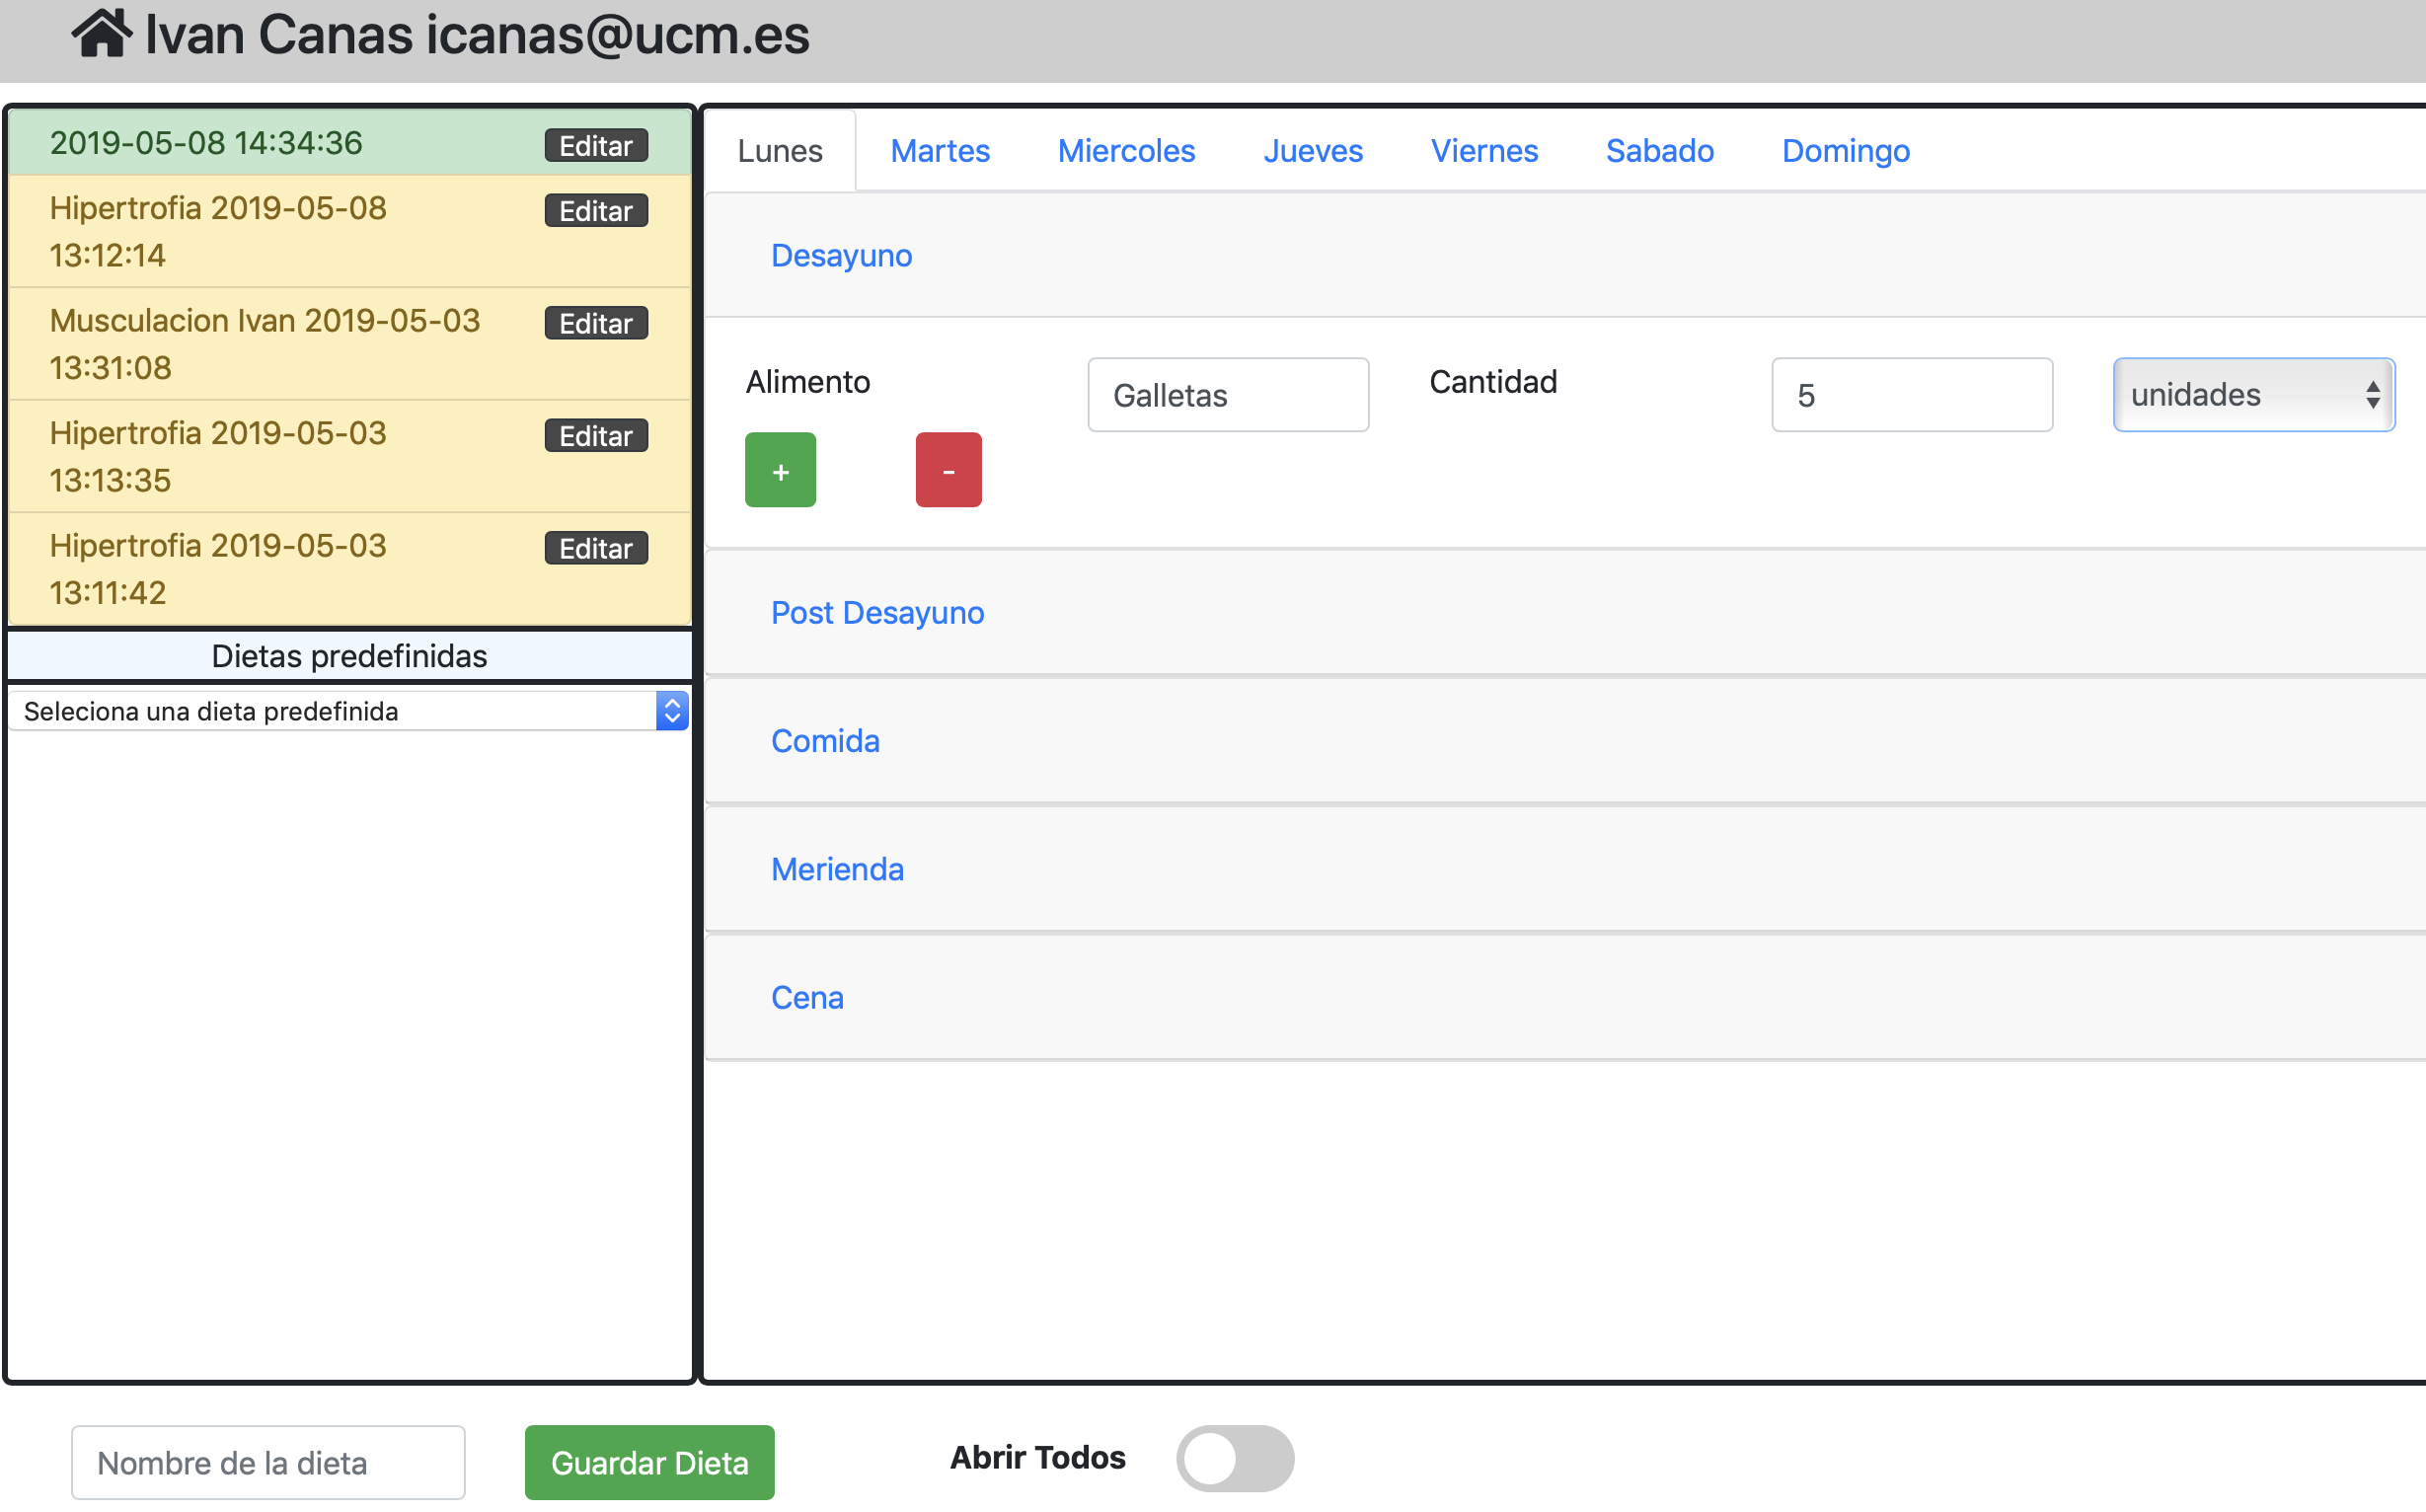 Ivan Canas icanas@ucm.es
2019-05-08 14:34:36 Editar
Hipertrofia 2019-05-08 Editar
13:12:14
Musculacion Ivan 2019-05-03 Editar
13:31:08
Hipertrofia 2019-05-03 Editar
13:13:35
Hipertrofia 2019-05-03 Editar
13:11:42
Dietas predefinidas
Seleciona una dieta predefinida
Lunes Martes Miercoles Jueves Viernes Sabado Domingo
Desayuno
Alimento Galletas Cantidad 5 unidades
+ -
Post Desayuno
Comida
Merienda
Cena
Nombre de la dieta Guardar Dieta Abrir Todos